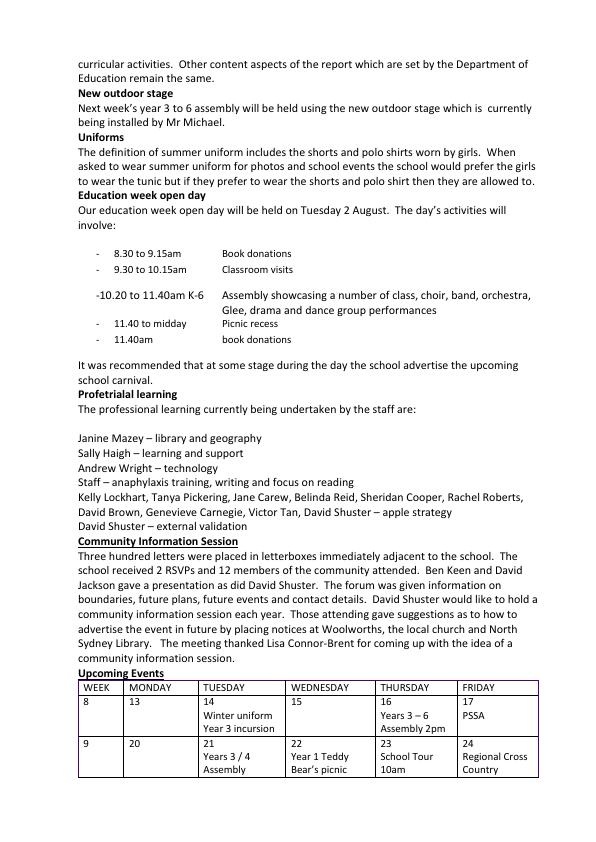 curricular activities.  Other content aspects of the report which are set by the Department of
Education remain the same.
New outdoor stage
Next week's year 3 to 6 assembly will be held using the new outdoor stage which is  currently
being installed by Mr Michael.
Uniforms
The definition of summer uniform includes the shorts and polo shirts worn by girls.  When
asked to wear summer uniform for photos and school events the school would prefer the girls
to wear the tunic but if they prefer to wear the shorts and polo shirt then they are allowed to.
Education week open day
Our education week open day will be held on Tuesday 2 August.  The day's activities will
involve:
- 8.30 to 9.15am Book donations
- 9.30 to 10.15am Classroom visits
-10.20 to 11.40am K-6 Assembly showcasing a number of class, choir, band, orchestra,
Glee, drama and dance group performances
- 11.40 to midday Picnic recess
- 11.40am book donations
It was recommended that at some stage during the day the school advertise the upcoming
school carnival.
Profetrialal learning
The professional learning currently being undertaken by the staff are:
Janine Mazey – library and geography
Sally Haigh – learning and support
Andrew Wright – technology
Staff – anaphylaxis training, writing and focus on reading
Kelly Lockhart, Tanya Pickering, Jane Carew, Belinda Reid, Sheridan Cooper, Rachel Roberts,
David Brown, Genevieve Carnegie, Victor Tan, David Shuster – apple strategy
David Shuster – external validation
Community Information Session
Three hundred letters were placed in letterboxes immediately adjacent to the school.  The
school received 2 RSVPs and 12 members of the community attended.  Ben Keen and David
Jackson gave a presentation as did David Shuster.  The forum was given information on
boundaries, future plans, future events and contact details.  David Shuster would like to hold a
community information session each year.  Those attending gave suggestions as to how to
advertise the event in future by placing notices at Woolworths, the local church and North
Sydney Library.   The meeting thanked Lisa Connor-Brent for coming up with the idea of a
community information session.
Upcoming Events
WEEK MONDAY TUESDAY WEDNESDAY THURSDAY FRIDAY
8 13 14 15 16 17
Winter uniform Years 3 – 6 PSSA
Year 3 incursion Assembly 2pm
9 20 21 22 23 24
Years 3 / 4 Year 1 Teddy School Tour Regional Cross
Assembly Bear's picnic 10am Country